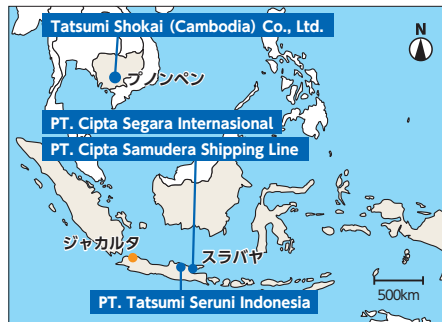 Tatsumi Shokai (Cambodia) Co., Ltd.
N
プノンペン
PT. Cipta Segara Internasional
PT. Cipta Samudera Shipping Line
ジャカルタ
スラバヤ
PT. Tatsumi Seruni Indonesia
500km